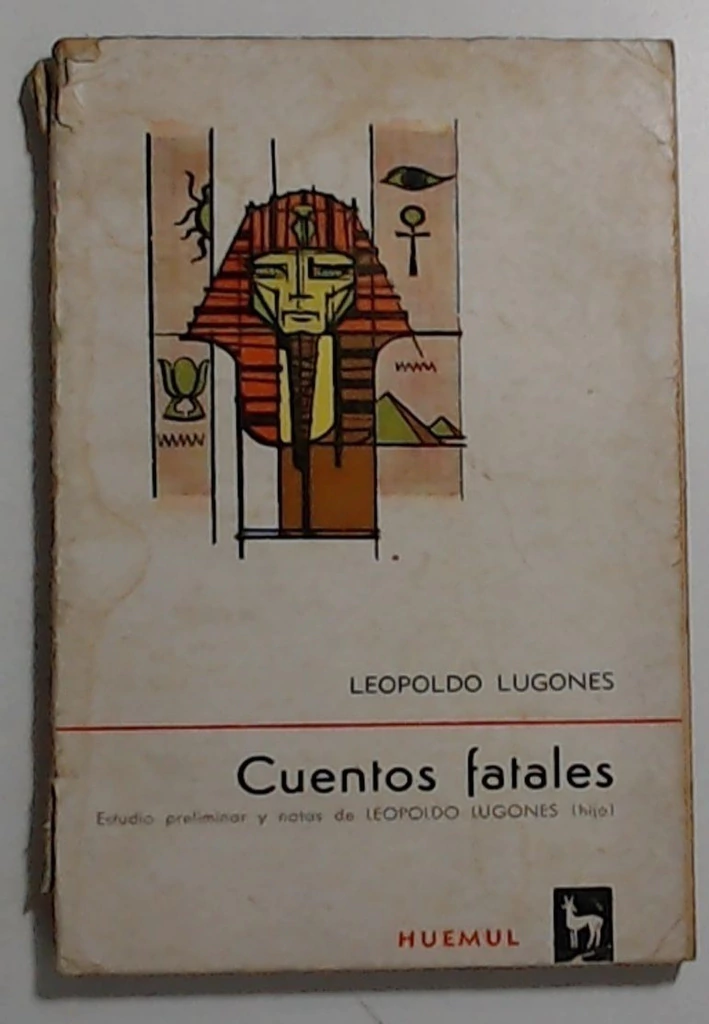 LEOPOLDO LUGONES
Cuentos fatales
Estudio preliminar y notas de LEOPOLDO LUGONES (hijo)
HUEMUL